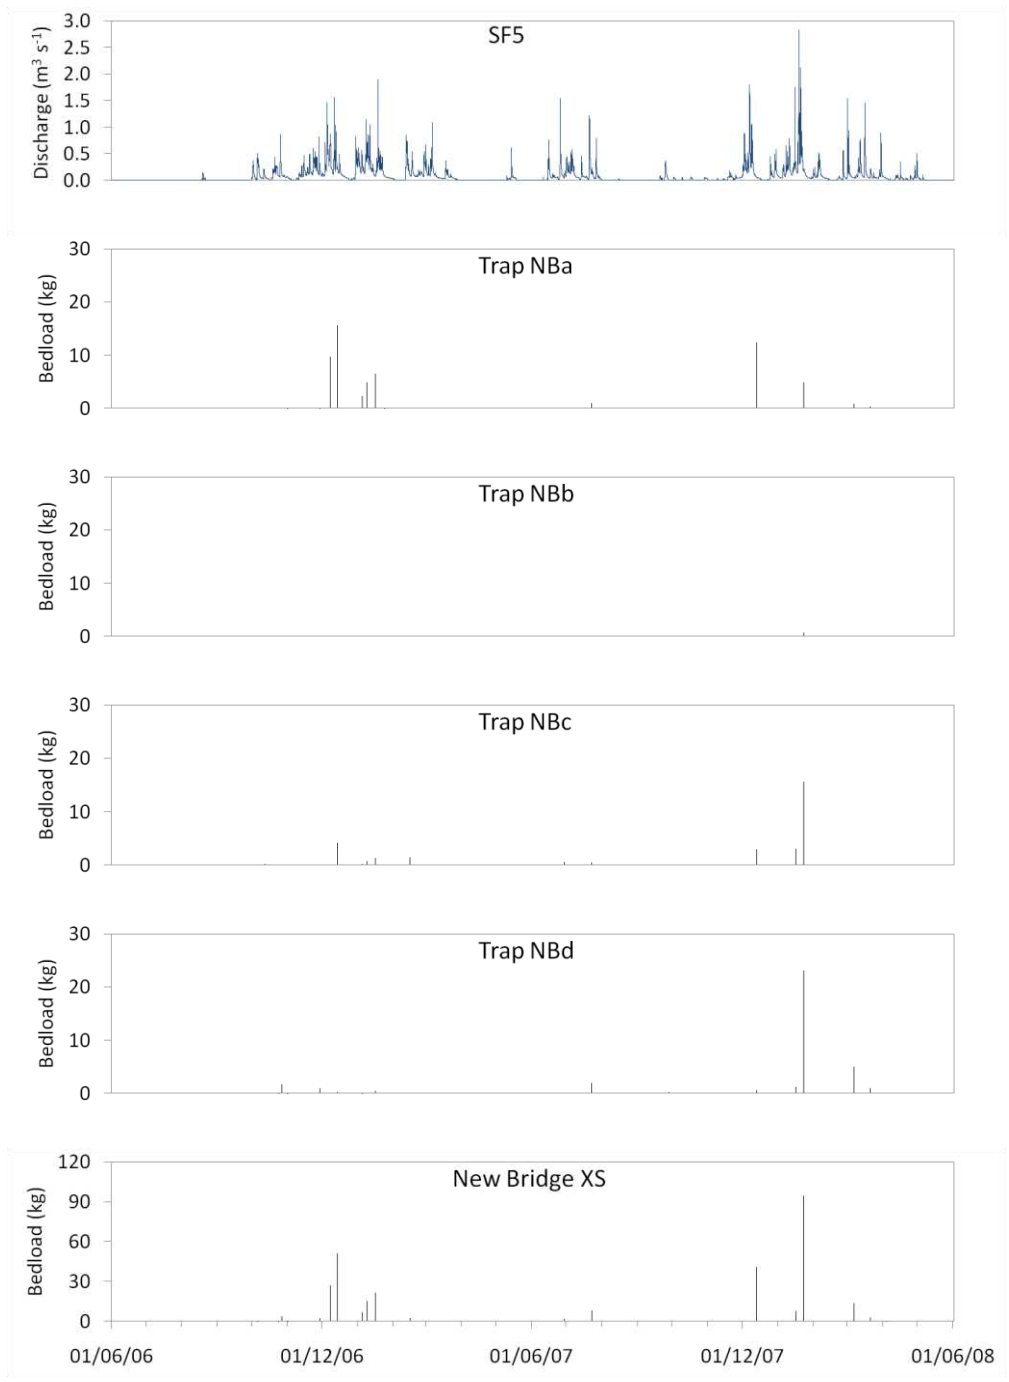 SF5
Discharge (m³ s⁻¹)
3.0
2.5
2.0
1.5
1.0
0.5
0.0
Trap NBa
Bedload (kg)
30
20
10
0
Trap NBb
Bedload (kg)
30
20
10
0
Trap NBc
Bedload (kg)
30
20
10
0
Trap NBd
Bedload (kg)
30
20
10
0
New Bridge XS
Bedload (kg)
120
90
60
30
0
01/06/06 01/12/06 01/06/07 01/12/07 01/06/08